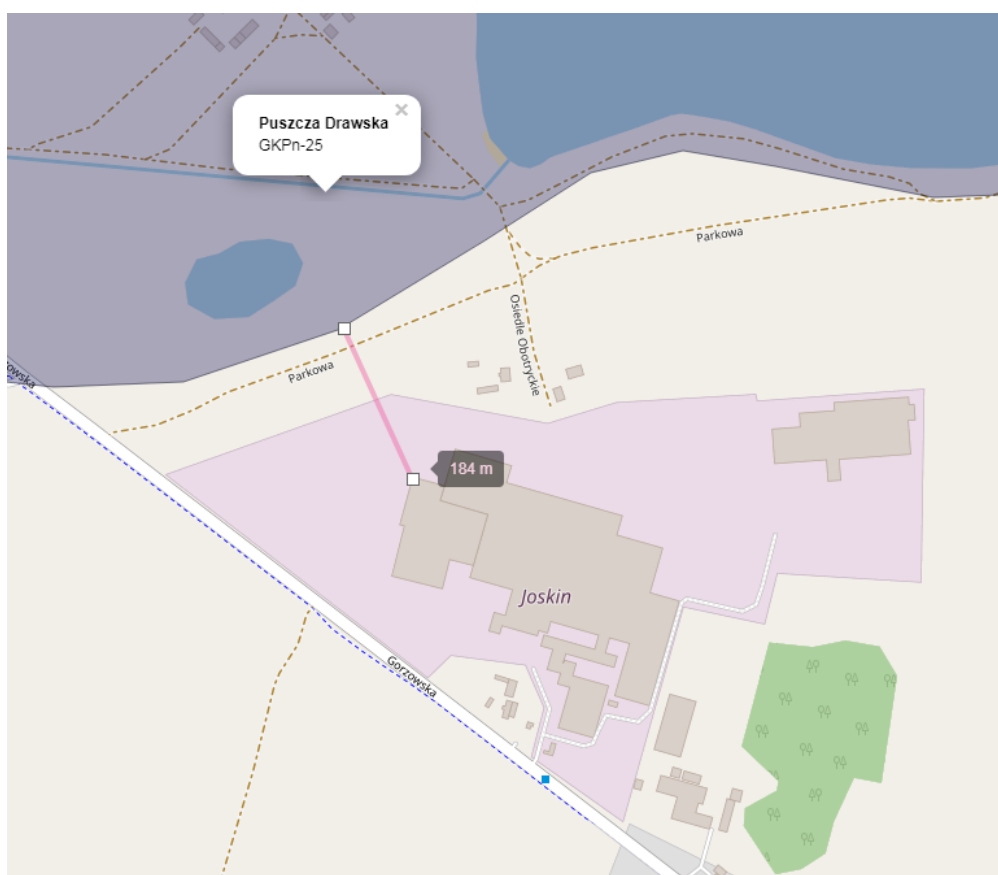 Puszcza Drawska
×
GKPn-25
Parkowa
Osiedle Obotryckie
Parkowa
owska
184 m
Joskin
Gorzowska